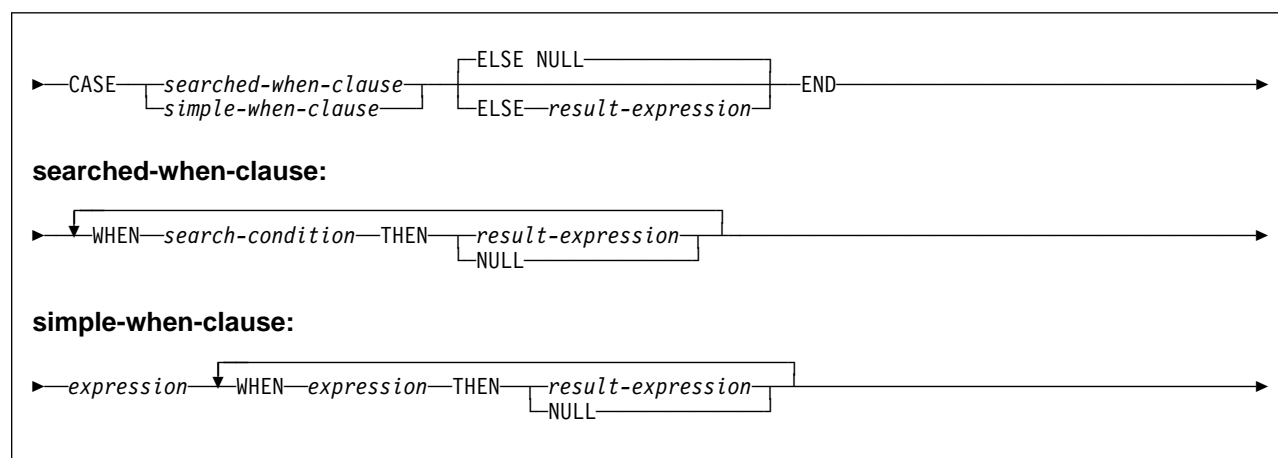 ELSE NULL
CASE searched-when-clause END
simple-when-clause ELSE result-expression
searched-when-clause:
WHEN search-condition THEN result-expression
NULL
simple-when-clause:
expression WHEN expression THEN result-expression
NULL